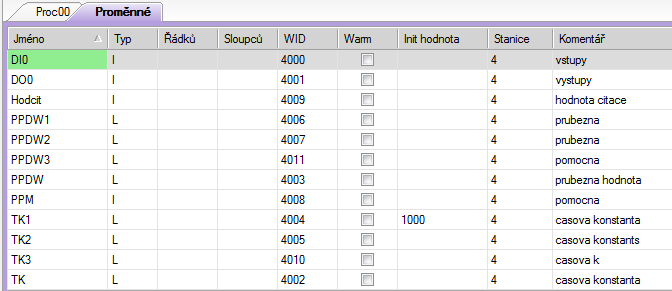 Proc00 Proměnné
Jméno Typ Řádků Sloupců WID Warm Init hodnota Stanice Komentář
DI0 I 4000 4 vstupy
DO0 I 4001 4 vystupy
Hodcit I 4009 4 hodnota citace
PPDW1 L 4006 4 prubezna
PPDW2 L 4007 4 prubezna
PPDW3 L 4011 4 pomocna
PPDW L 4003 4 prubezna hodnota
PPM I 4008 4 pomocna
TK1 L 4004 1000 4 casova konstanta
TK2 L 4005 4 casova konstants
TK3 L 4010 4 casova k
TK L 4002 4 casova konstanta